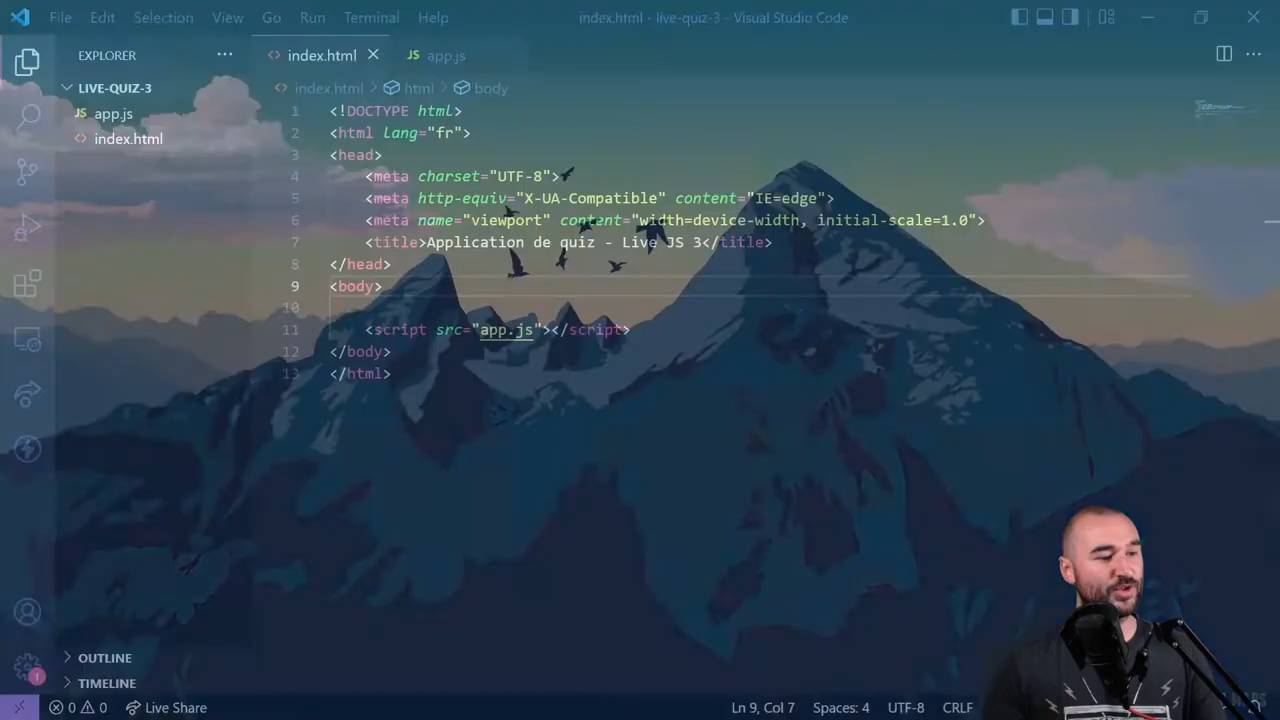 File Edit Selection View Go Run Terminal Help
index.html - live-quiz-3 - Visual Studio Code
EXPLORER
LIVE-QUIZ-3
JS app.js
index.html
index.html
JS app.js
index.html > html > body
1 <!DOCTYPE html>
2 <html lang="fr">
3 <head>
4 <meta charset="UTF-8">
5 <meta http-equiv="X-UA-Compatible" content="IE=edge">
6 <meta name="viewport" content="width=device-width, initial-scale=1.0">
7 <title>Application de quiz - Live JS 3</title>
8 </head>
9 <body>
10
11 <script src="app.js"></script>
12 </body>
13 </html>
OUTLINE
TIMELINE
0 0 Live Share
Ln 9, Col 7 Spaces: 4 UTF-8 CRLF